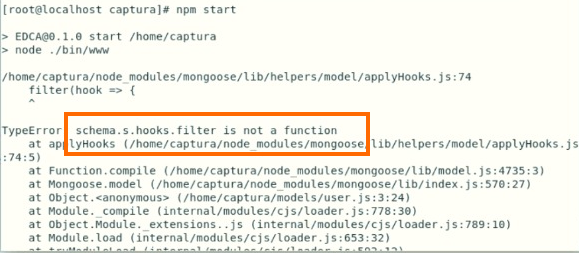 [root@localhost captura]# npm start
> EDCA@0.1.0 start /home/captura
> node ./bin/www
/home/captura/node_modules/mongoose/lib/helpers/model/applyHooks.js:74
filter(hook => {
^
TypeError schema.s.hooks.filter is not a function
at applyHooks (/home/captura/node_modules/mongoose/lib/helpers/model/applyHooks.js
:74:5)
at Function.compile (/home/captura/node_modules/mongoose/lib/model.js:4735:3)
at Mongoose.model (/home/captura/node_modules/mongoose/lib/index.js:570:27)
at Object.<anonymous> (/home/captura/models/user.js:3:24)
at Module._compile (internal/modules/cjs/loader.js:778:30)
at Object.Module._extensions..js (internal/modules/cjs/loader.js:789:10)
at Module.load (internal/modules/cjs/loader.js:653:32)